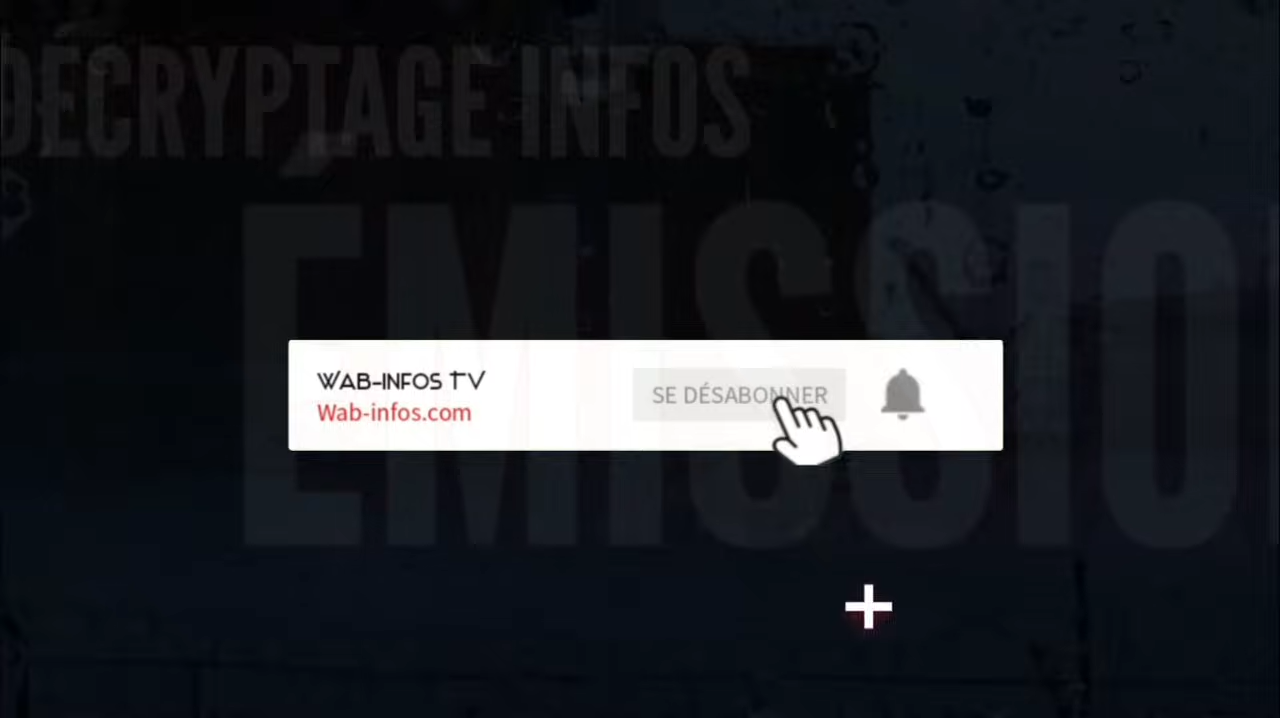 DÉCRYPTAGE INFOS
ÉMISSIO
WAB-INFOS TV
Wab-infos.com
SE DÉSABONNER